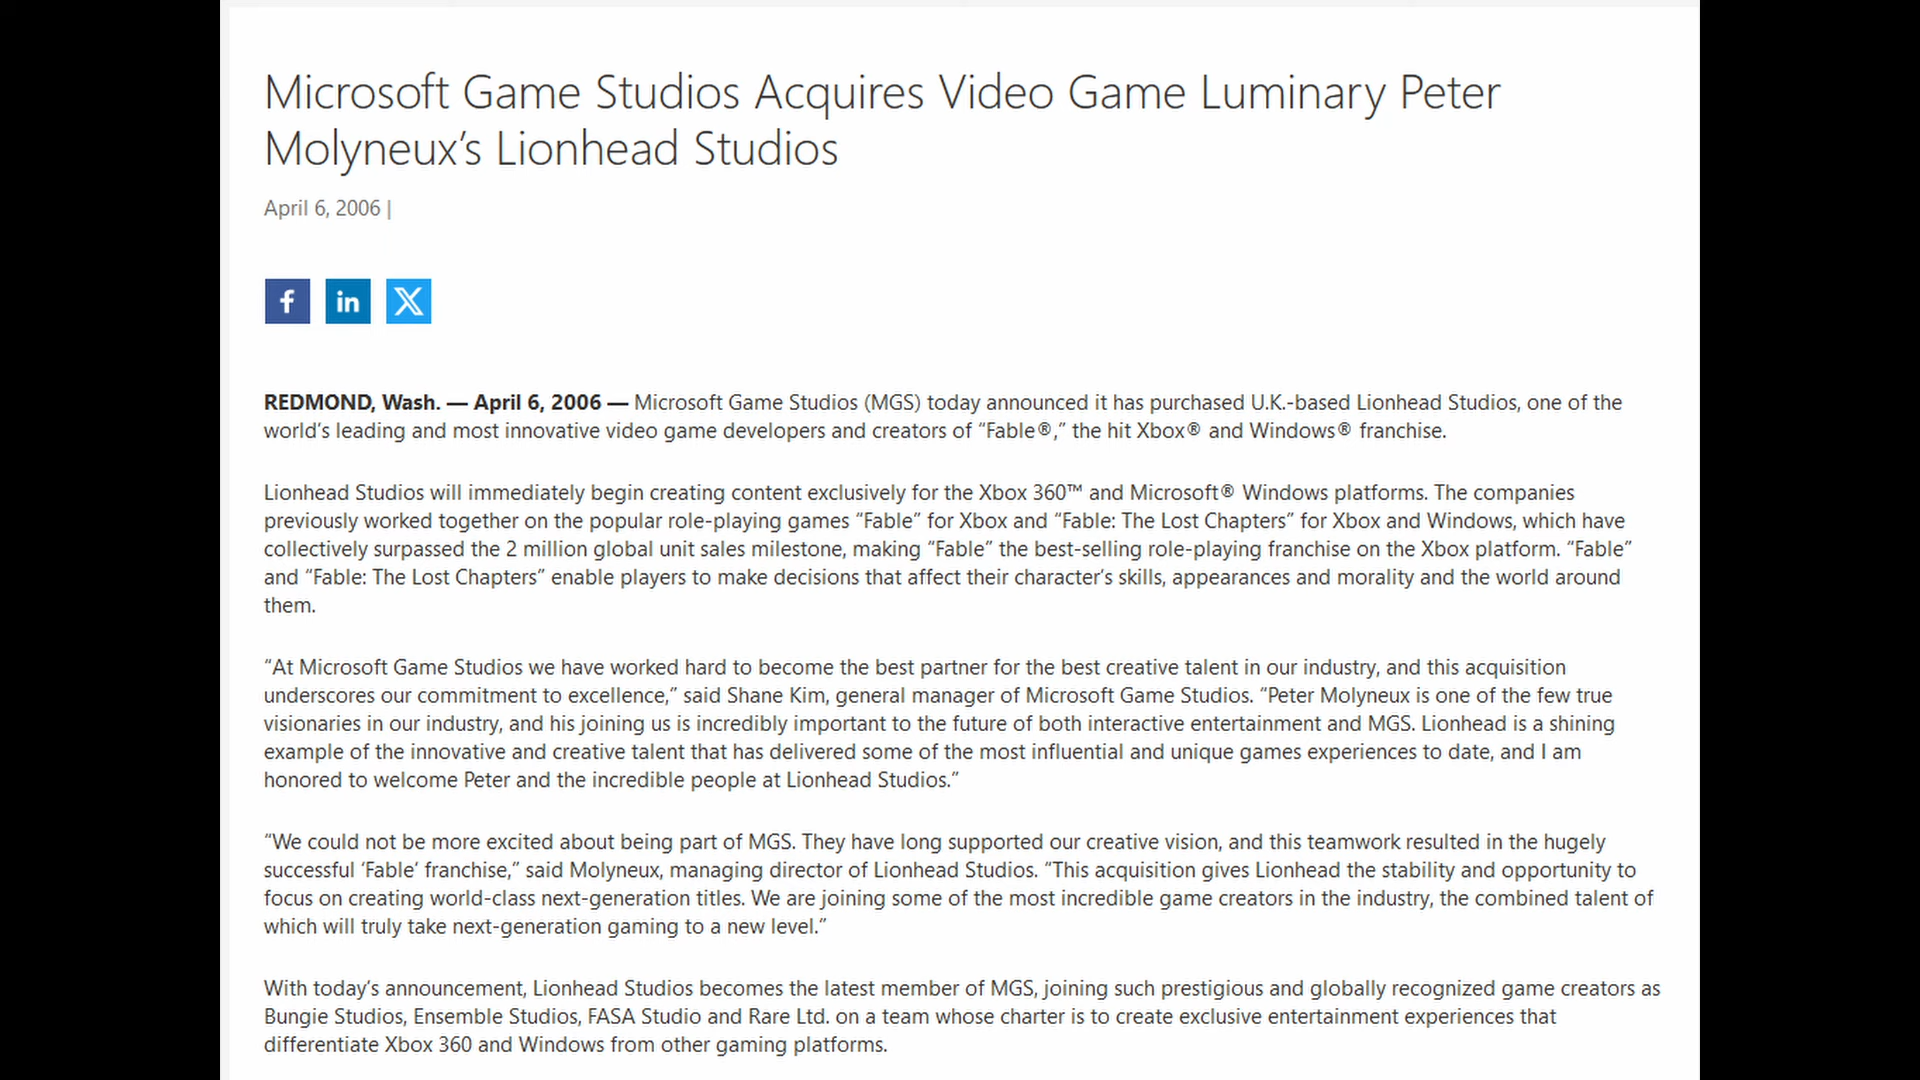 Microsoft Game Studios Acquires Video Game Luminary Peter
Molyneux’s Lionhead Studios
April 6, 2006 |
f in X
REDMOND, Wash. — April 6, 2006 — Microsoft Game Studios (MGS) today announced it has purchased U.K.-based Lionhead Studios, one of the
world’s leading and most innovative video game developers and creators of “Fable®,” the hit Xbox® and Windows® franchise.
Lionhead Studios will immediately begin creating content exclusively for the Xbox 360™ and Microsoft® Windows platforms. The companies
previously worked together on the popular role-playing games “Fable” for Xbox and “Fable: The Lost Chapters” for Xbox and Windows, which have
collectively surpassed the 2 million global unit sales milestone, making “Fable” the best-selling role-playing franchise on the Xbox platform. “Fable”
and “Fable: The Lost Chapters” enable players to make decisions that affect their character’s skills, appearances and morality and the world around
them.
“At Microsoft Game Studios we have worked hard to become the best partner for the best creative talent in our industry, and this acquisition
underscores our commitment to excellence,” said Shane Kim, general manager of Microsoft Game Studios. “Peter Molyneux is one of the few true
visionaries in our industry, and his joining us is incredibly important to the future of both interactive entertainment and MGS. Lionhead is a shining
example of the innovative and creative talent that has delivered some of the most influential and unique games experiences to date, and I am
honored to welcome Peter and the incredible people at Lionhead Studios.”
“We could not be more excited about being part of MGS. They have long supported our creative vision, and this teamwork resulted in the hugely
successful ‘Fable’ franchise,” said Molyneux, managing director of Lionhead Studios. “This acquisition gives Lionhead the stability and opportunity to
focus on creating world-class next-generation titles. We are joining some of the most incredible game creators in the industry, the combined talent of
which will truly take next-generation gaming to a new level.”
With today’s announcement, Lionhead Studios becomes the latest member of MGS, joining such prestigious and globally recognized game creators as
Bungie Studios, Ensemble Studios, FASA Studio and Rare Ltd. on a team whose charter is to create exclusive entertainment experiences that
differentiate Xbox 360 and Windows from other gaming platforms.